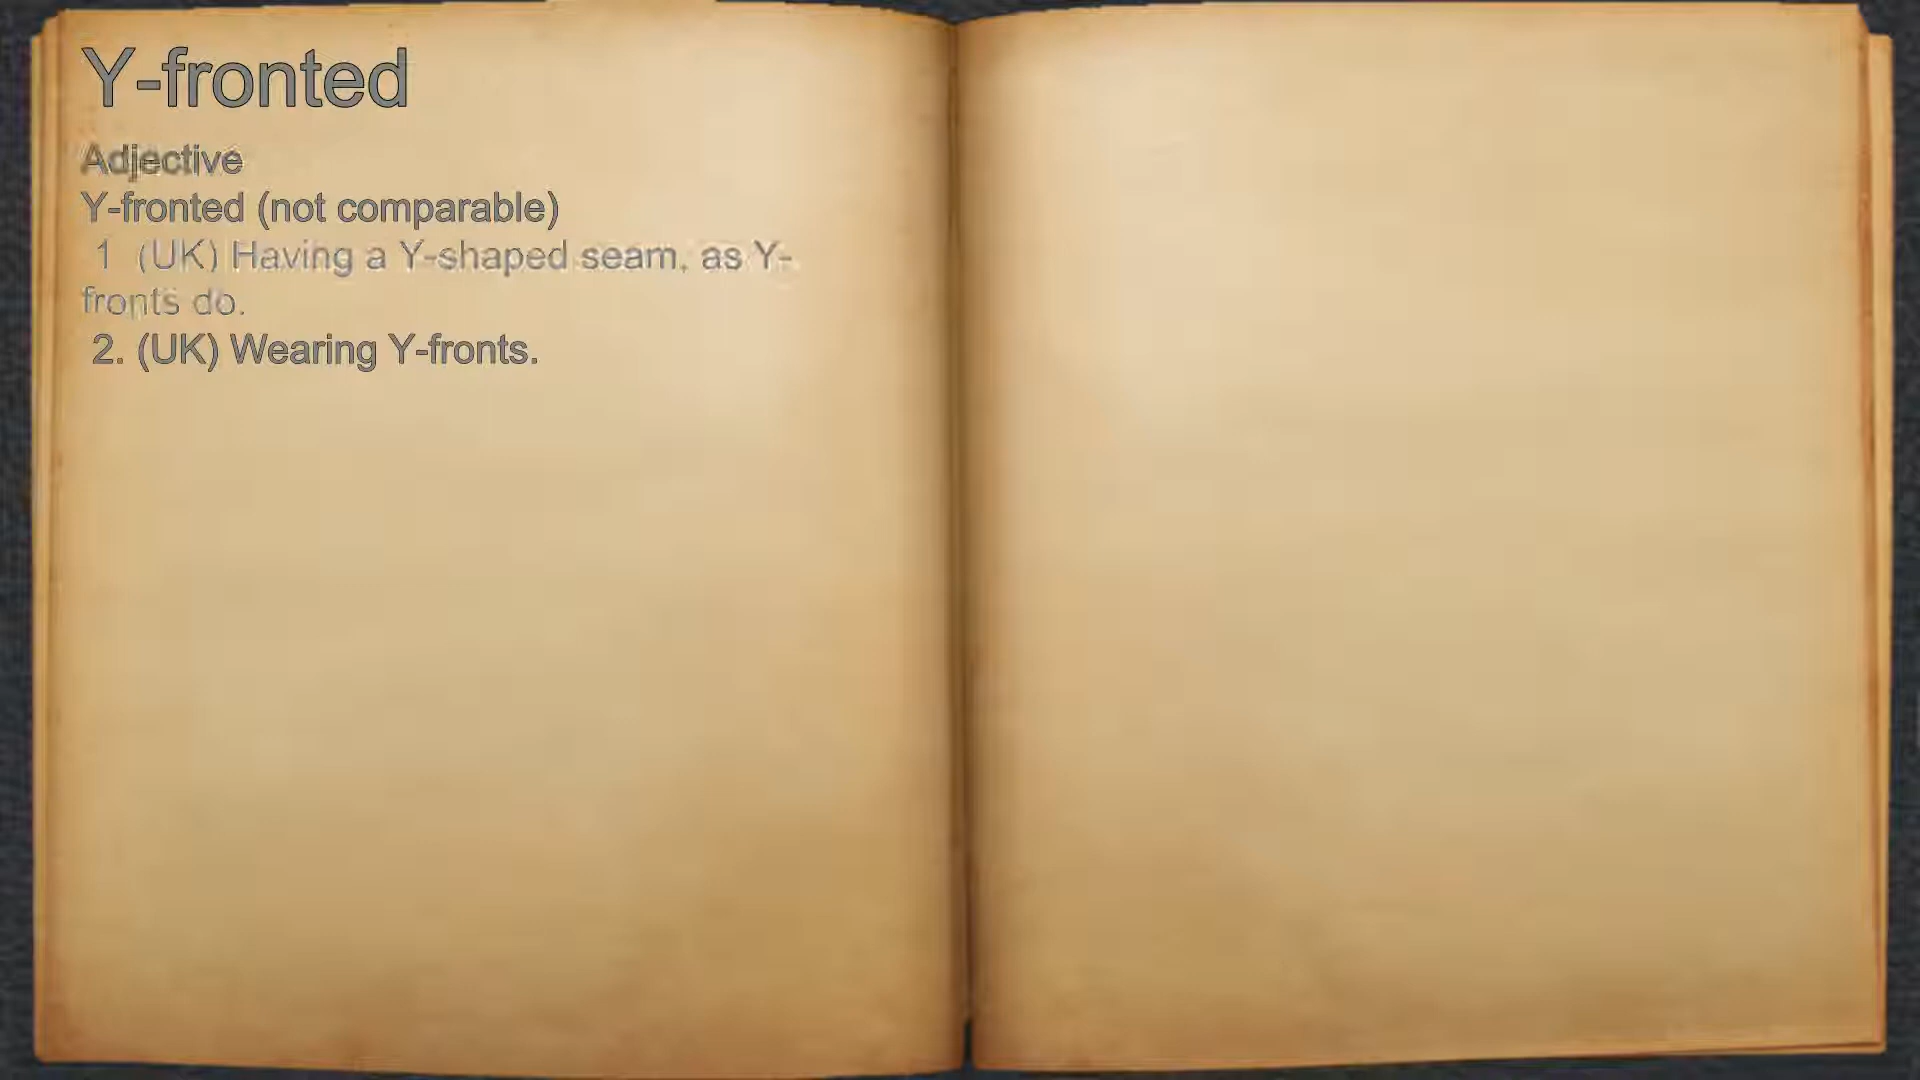 Y-fronted
Adjective
Y-fronted (not comparable)
1 (UK) Having a Y-shaped seam, as Y-
fronts do.
2. (UK) Wearing Y-fronts.